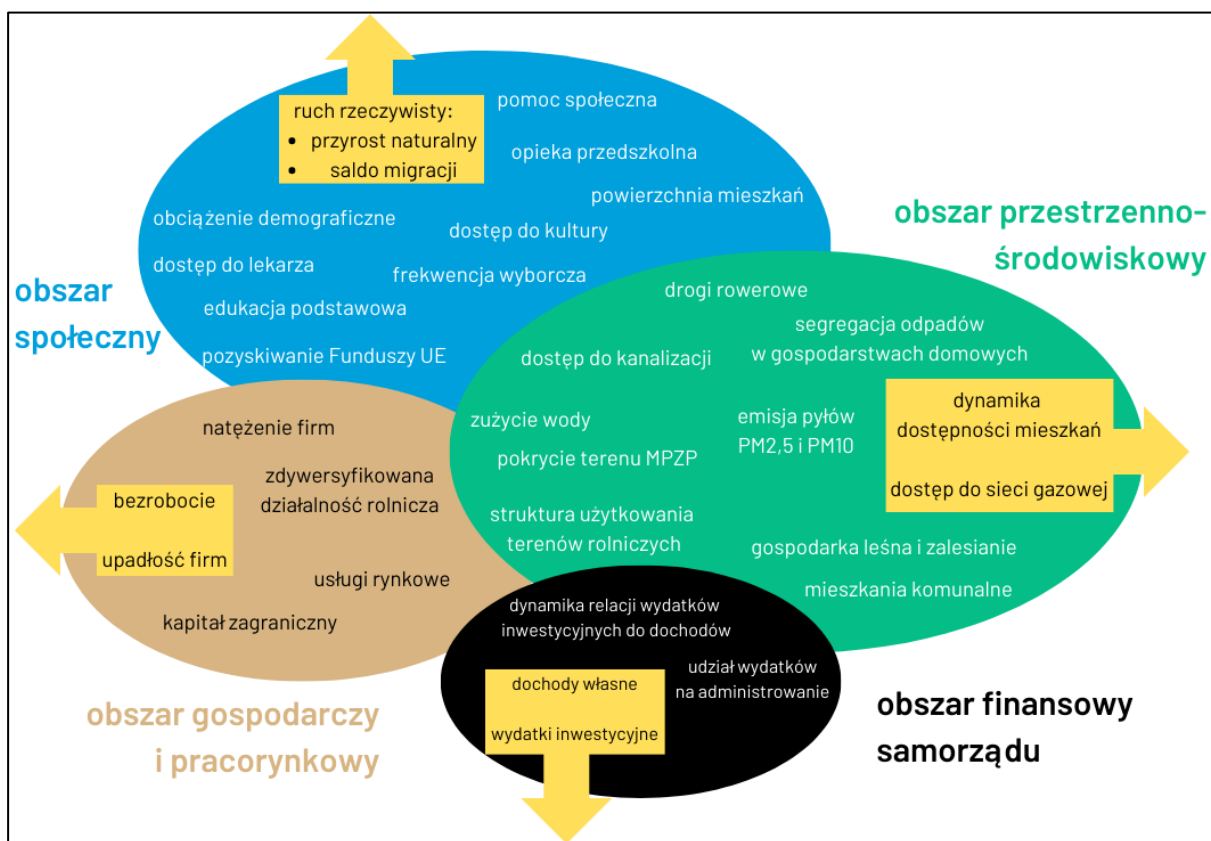 ruch rzeczywisty:
• przyrost naturalny
• saldo migracji
pomoc społeczna
opieka przedszkolna
powierzchnia mieszkań
obciążenie demograficzne
dostęp do kultury
dostęp do lekarza
frekwencja wyborcza
edukacja podstawowa
pozyskiwanie Funduszy UE
obszar
społeczny
obszar przestrzenno-
środowiskowy
drogi rowerowe
segregacja odpadów
w gospodarstwach domowych
dostęp do kanalizacji
zużycie wody
emisja pyłów
PM2,5 i PM10
pokrycie terenu MPZP
dynamika
dostępności mieszkań
dostęp do sieci gazowej
struktura użytkowania
terenów rolniczych
gospodarka leśna i zalesianie
mieszkania komunalne
natężenie firm
zdywersyfikowana
działalność rolnicza
bezrobocie
upadłość firm
usługi rynkowe
kapitał zagraniczny
obszar gospodarczy
i pracorynkowy
dynamika relacji wydatków
inwestycyjnych do dochodów
udział wydatków
na administrowanie
dochody własne
wydatki inwestycyjne
obszar finansowy
samorządu